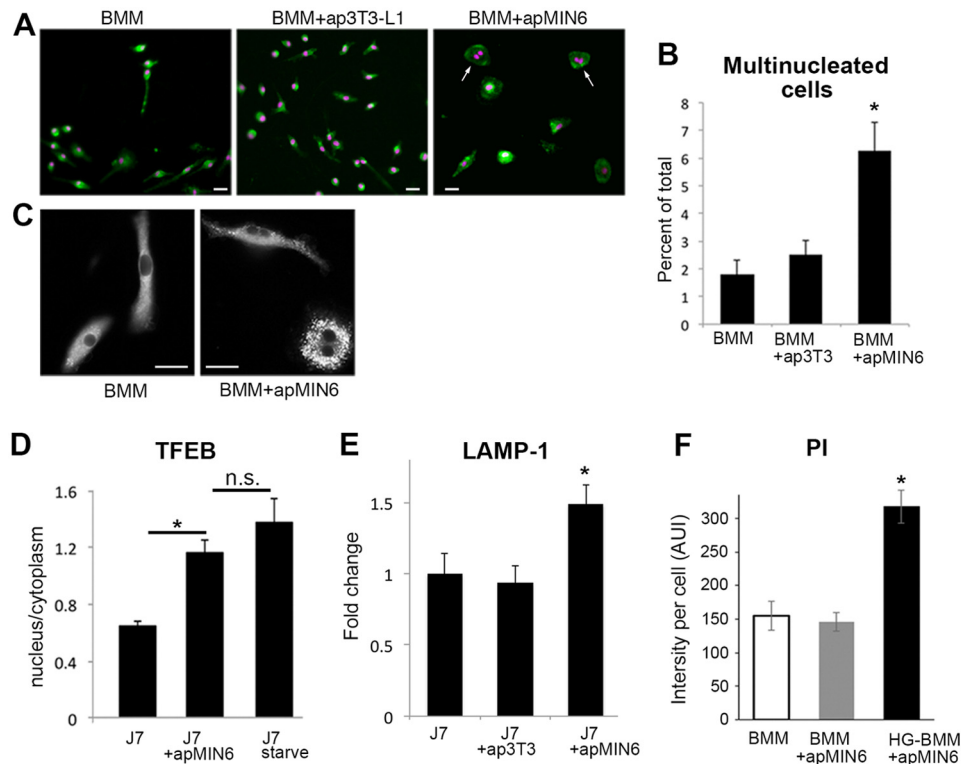 A
BMM
BMM+ap3T3-L1
BMM+apMIN6
B
Multinucleated
cells
*
Percent of total
8
7
6
5
4
3
2
1
0
BMM
BMM
+ap3T3
BMM
+apMIN6
C
BMM
BMM+apMIN6
D
TFEB
n.s.
*
nucleus/cytoplasm
1.6
1.2
0.8
0.4
0
J7
J7
+apMIN6
J7
starve
E
LAMP-1
*
Fold change
1.5
1
0.5
0
J7
J7
+ap3T3
J7
+apMIN6
F
PI
*
Intersity per cell (AUI)
300
250
200
150
100
50
0
BMM
BMM
+apMIN6
HG-BMM
+apMIN6